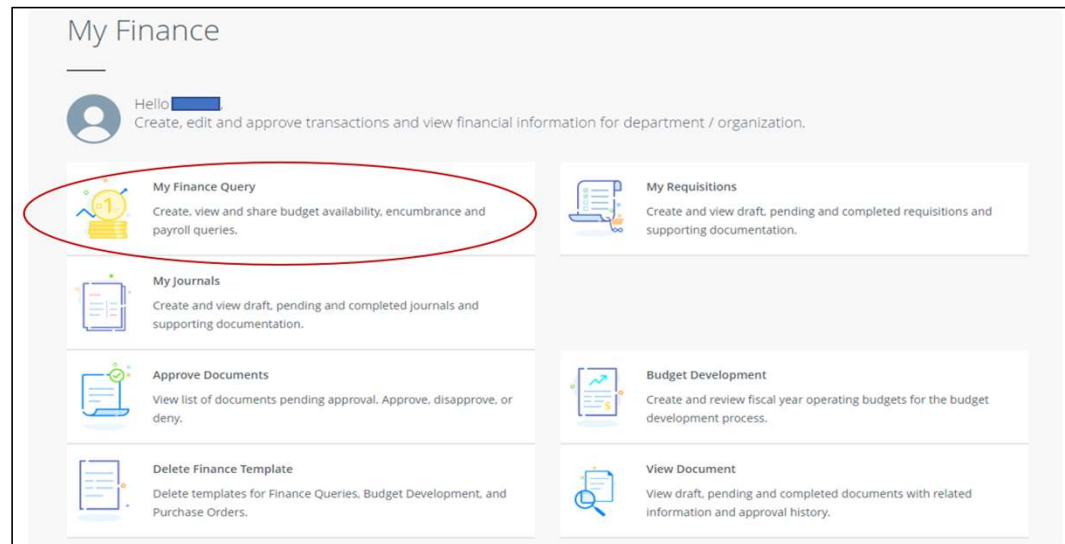 My Finance
Hello
Create, edit and approve transactions and view financial information for department / organization.
My Finance Query
Create, view and share budget availability, encumbrance and
payroll queries.
My Requisitions
Create and view draft, pending and completed requisitions and
supporting documentation.
My Journals
Create and view draft, pending and completed journals and
supporting documentation.
Approve Documents
View list of documents pending approval. Approve, disapprove, or
deny.
Budget Development
Create and review fiscal year operating budgets for the budget
development process.
Delete Finance Template
Delete templates for Finance Queries, Budget Development, and
Purchase Orders.
View Document
View draft, pending and completed documents with related
information and approval history.